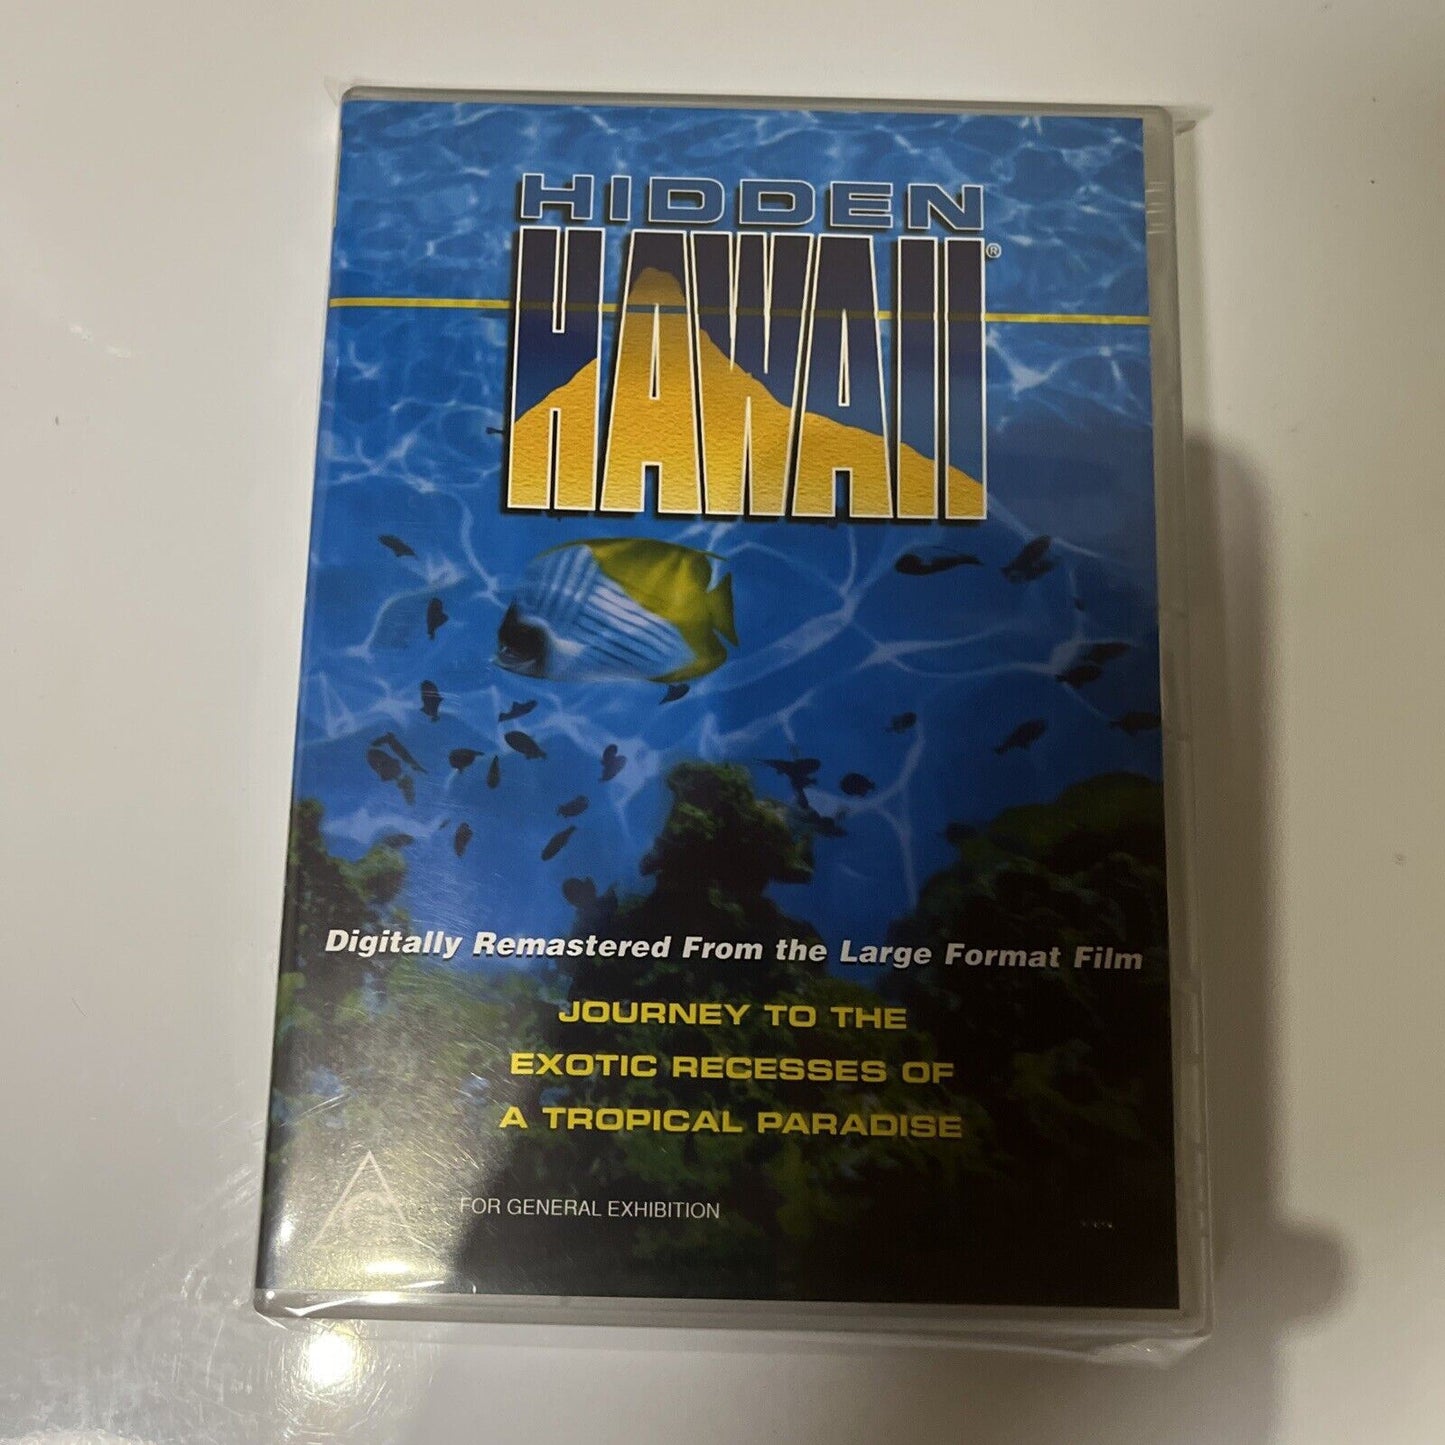 HIDDEN
HAWAII®
Digitally Remastered From the Large Format Film
JOURNEY TO THE
EXOTIC RECESSES OF
A TROPICAL PARADISE
G
FOR GENERAL EXHIBITION